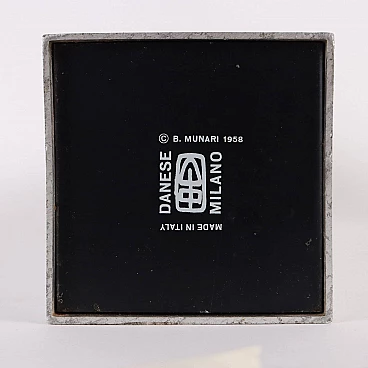 © B. MUNARI 1958
DANESE
MILANO
MADE IN ITALY